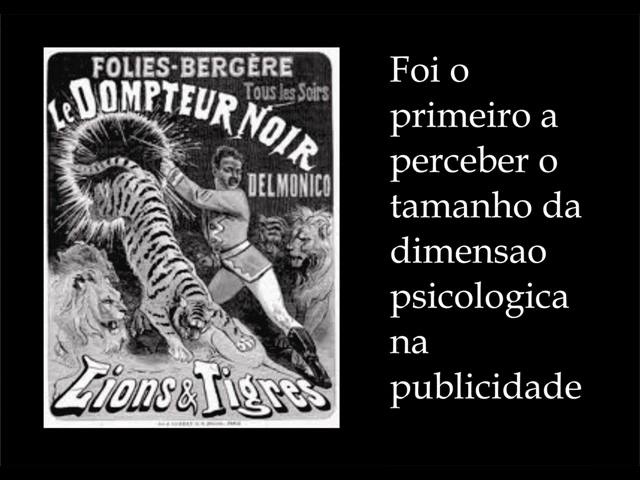 FOLIES-BERGÈRE
Tous les Soirs
Le DOMPTEUR NOIR
DELMONICO
Lions & Tigres
Foi o
primeiro a
perceber o
tamanho da
dimensao
psicologica
na
publicidade